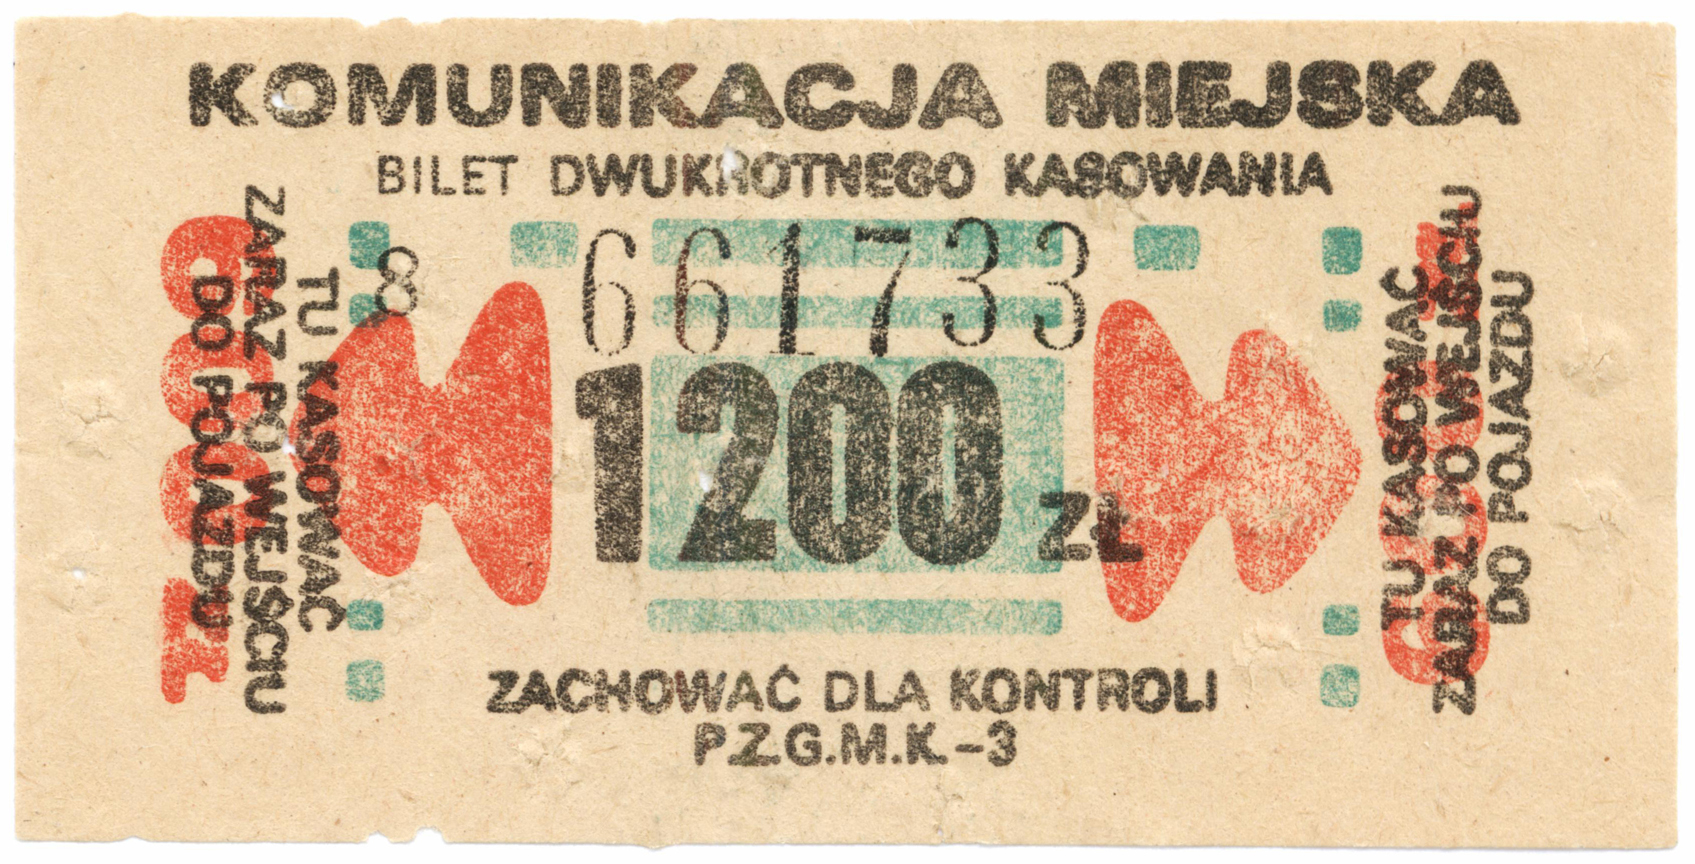 KOMUNIKACJA MIEJSKA
BILET DWUKROTNEGO KASOWANIA
8 661733
1200 ZŁ
TU KASOWAĆ
ZARAZ PO WEJŚCIU
DO POJAZDU
TU KASOWAĆ
ZARAZ PO WEJŚCIU
DO POJAZDU
ZACHOWAĆ DLA KONTROLI
P.Z.G.M.K.-3